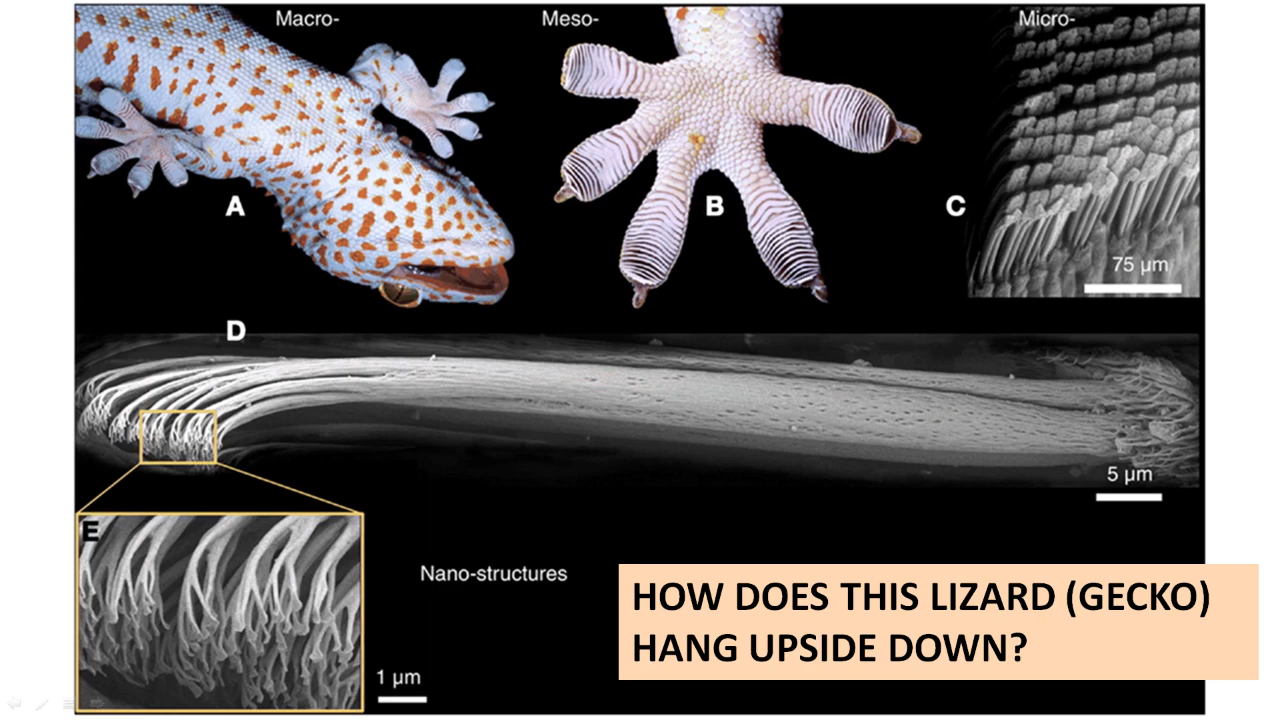 Macro-
Meso-
Micro-
A
B
C
75 μm
D
5 μm
E
Nano-structures
1 μm
HOW DOES THIS LIZARD (GECKO)
HANG UPSIDE DOWN?